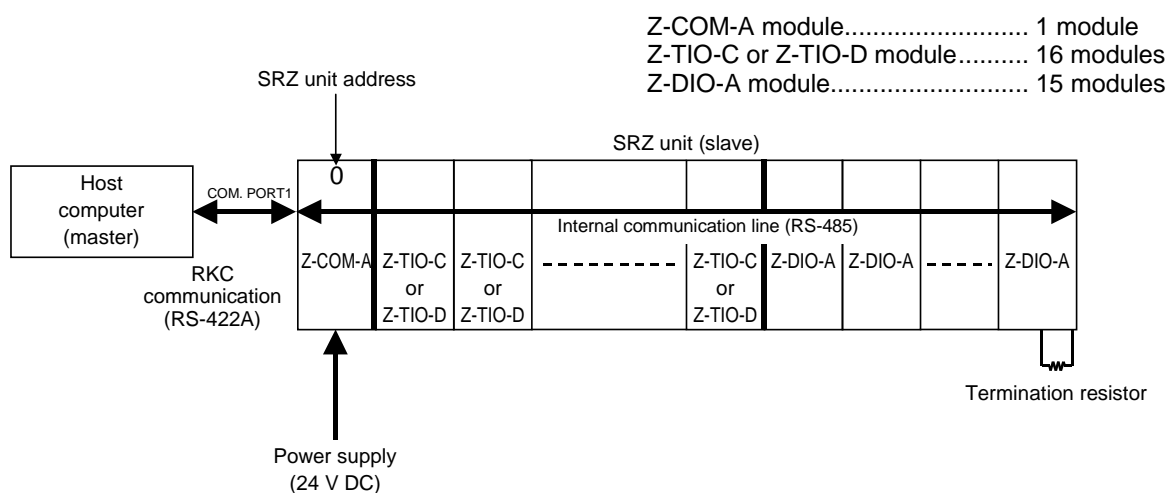 Z-COM-A module............................ 1 module
Z-TIO-C or Z-TIO-D module.......... 16 modules
Z-DIO-A module............................ 15 modules
SRZ unit address
SRZ unit (slave)
0
Host
computer
(master)
COM. PORT1
Internal communication line (RS-485)
RKC
communication
(RS-422A)
Z-COM-A
Z-TIO-C
or
Z-TIO-D
Z-TIO-C
or
Z-TIO-D
Z-TIO-C
or
Z-TIO-D
Z-DIO-A
Z-DIO-A
Z-DIO-A
Termination resistor
Power supply
(24 V DC)